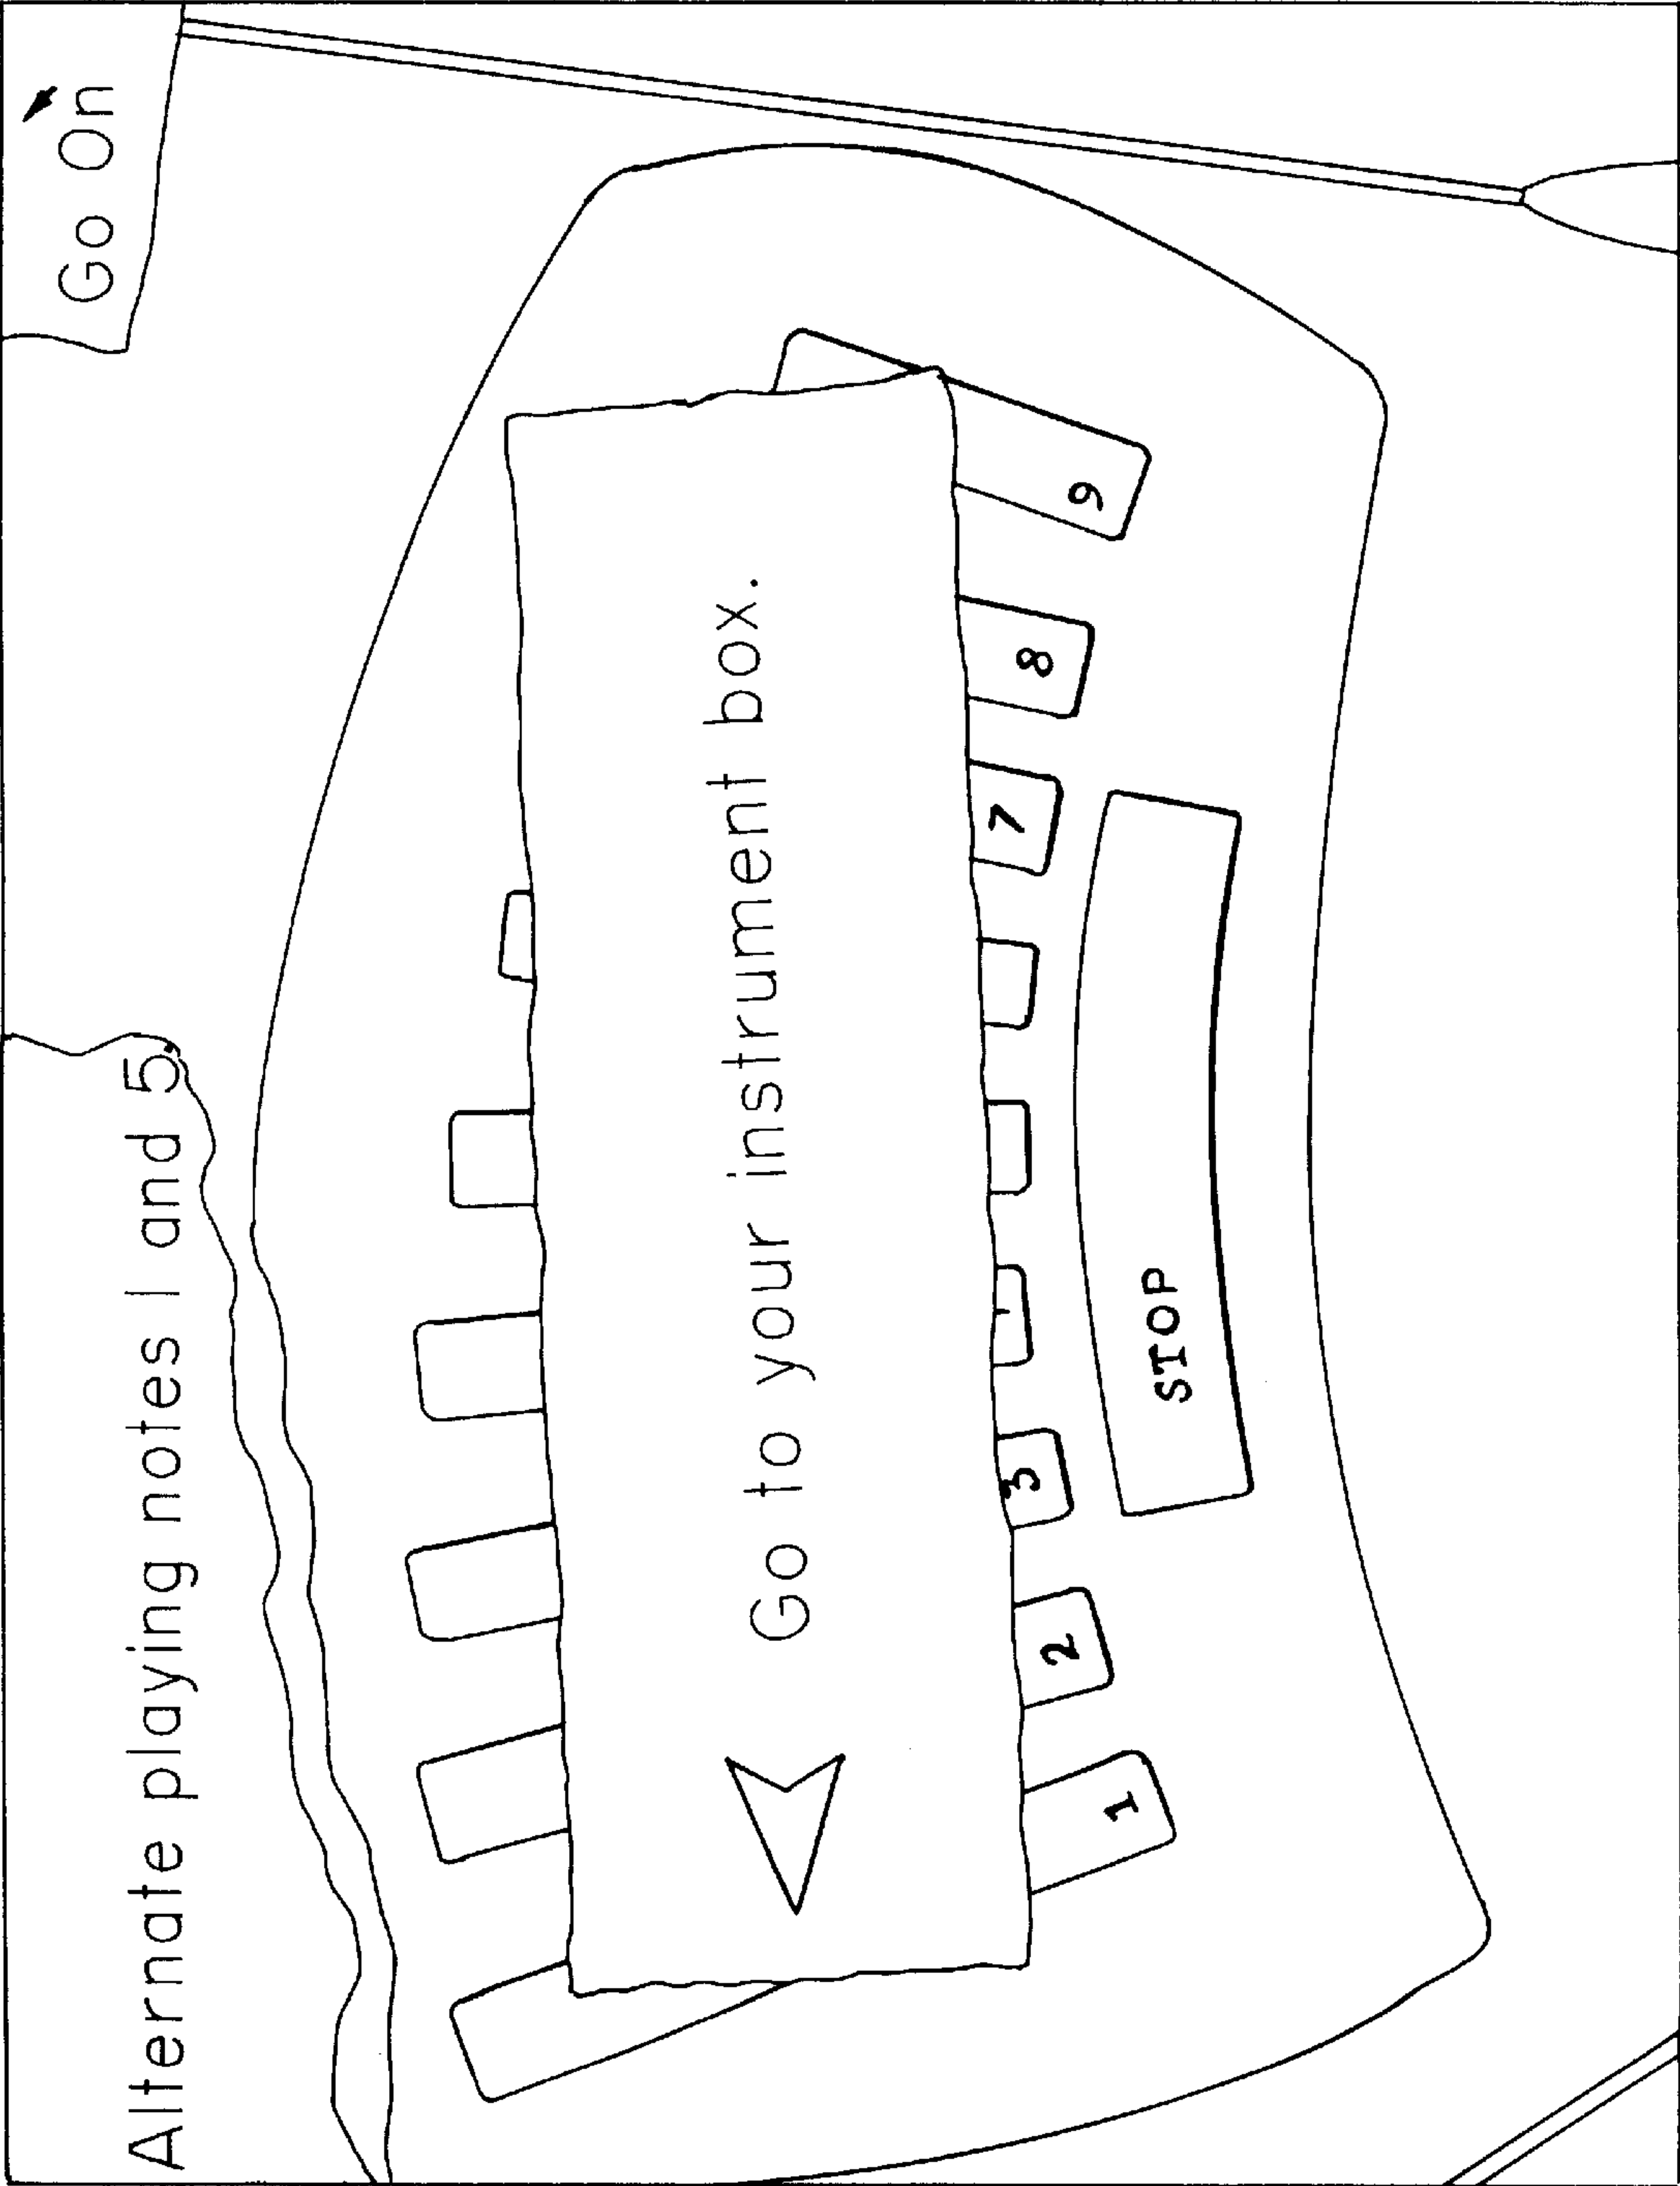 Go On
Alternate playing notes 1 and 5.
Go to your instrument box.
1 2 3 7 8 9
STOP